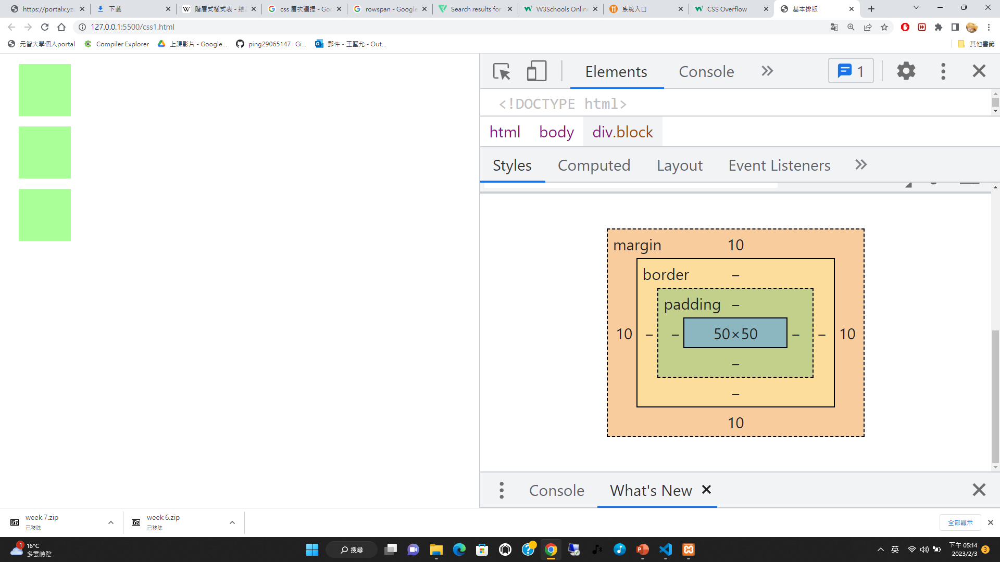 https://portalx.yzu
下載
階層式樣式表 - 維
css 層次選擇 - Goo
rowspan - Google
Search results for
W3Schools Onlin
系統入口
CSS Overflow
基本排版
127.0.0.1:5500/css1.html
元智大學個人portal
Compiler Explorer
上課影片 - Google...
ping29065147 · Gi...
郵件 - 王聖允 - Out...
其他書籤
Elements
Console
1
<!DOCTYPE html>
html
body
div.block
Styles
Computed
Layout
Event Listeners
margin
10
border
–
padding
–
10
–
–
50×50
–
–
10
–
–
10
Console
What's New
week 7.zip
已移除
week 6.zip
已移除
全部顯示
1
16°C
多雲時陰
搜尋
英
下午 05:14
2023/2/3
3